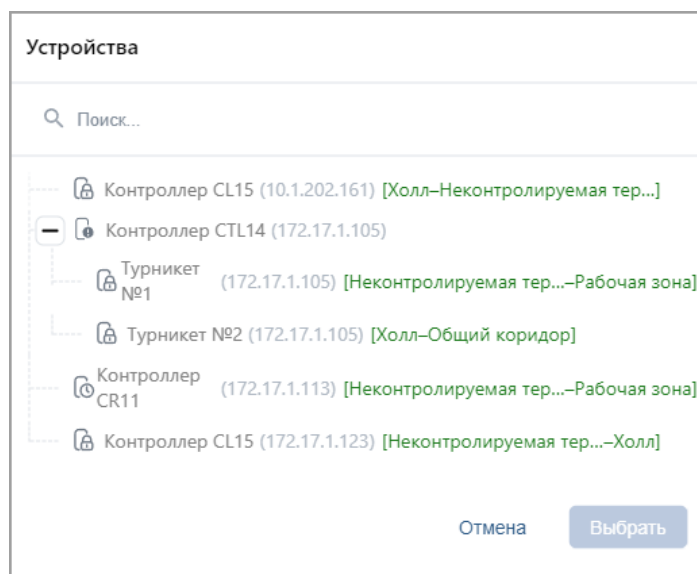 Устройства
Поиск...
Контроллер CL15 (10.1.202.161) [Холл–Неконтролируемая тер...]
Контроллер CTL14 (172.17.1.105)
Турникет
№1
(172.17.1.105) [Неконтролируемая тер...–Рабочая зона]
Турникет №2 (172.17.1.105) [Холл–Общий коридор]
Контроллер
CR11
(172.17.1.113) [Неконтролируемая тер...–Рабочая зона]
Контроллер CL15 (172.17.1.123) [Неконтролируемая тер...–Холл]
Отмена
Выбрать